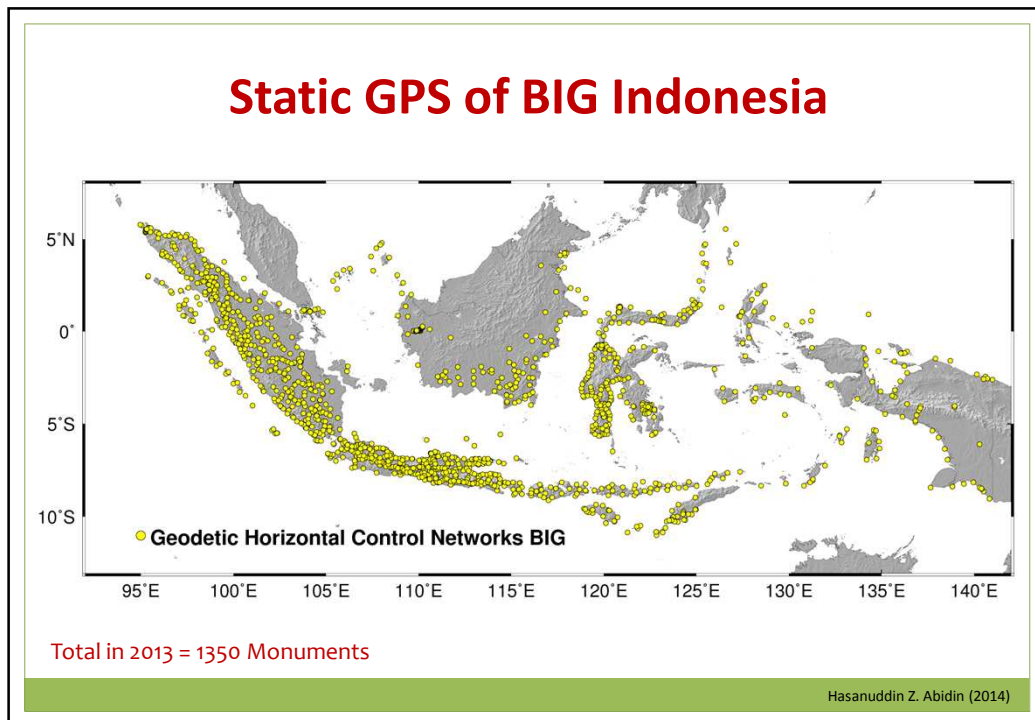 Static GPS of BIG Indonesia
5˚N
0˚
5˚S
10˚S
Geodetic Horizontal Control Networks BIG
95˚E 100˚E 105˚E 110˚E 115˚E 120˚E 125˚E 130˚E 135˚E 140˚E
Total in 2013 = 1350 Monuments
Hasanuddin Z. Abidin (2014)